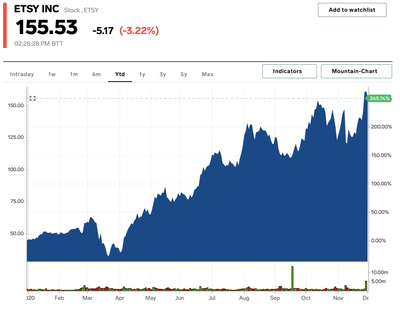 ETSY INC Stock, ETSY
Add to watchlist
155.53 -5.17 (-3.22%)
02:28:28 PM BTT
Intraday 1w 1m 6m Ytd 1y 3y 5y Max
Indicators Mountain-Chart
150.00
125.00
100.00
75.00
50.00
249.74%
200.00%
150.00%
100.00%
50.00%
0.00%
10.00m
5.00m
Feb Mar Apr May Jun Jul Aug Sep Oct Nov